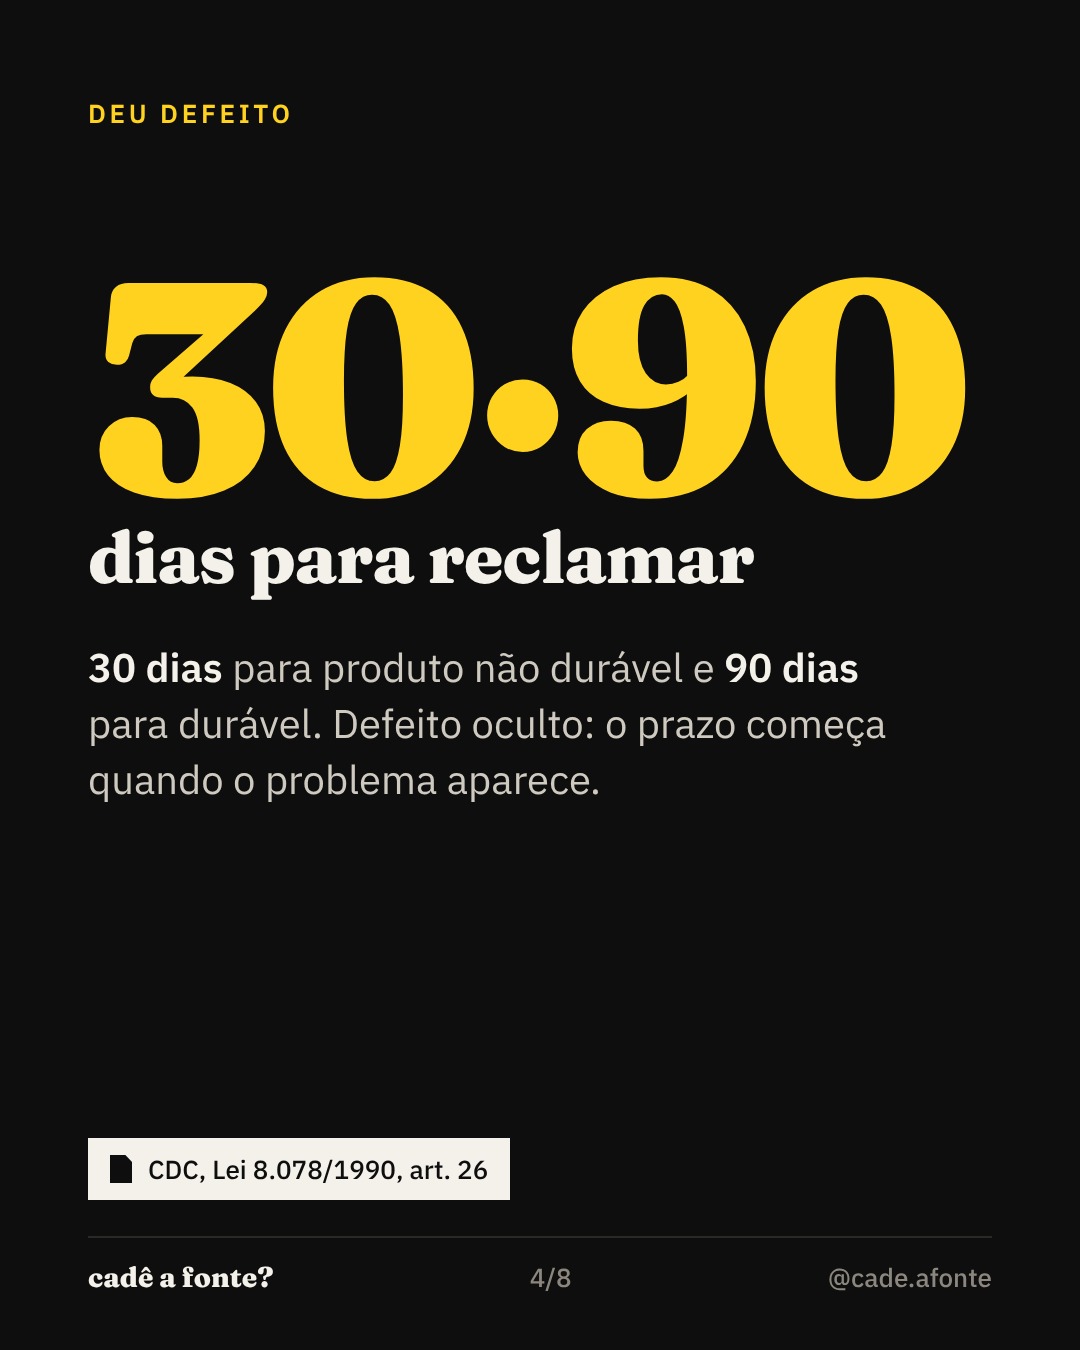 DEU DEFEITO
30•90
dias para reclamar
30 dias para produto não durável e 90 dias
para durável. Defeito oculto: o prazo começa
quando o problema aparece.
CDC, Lei 8.078/1990, art. 26
cadê a fonte?
4/8
@cade.afonte